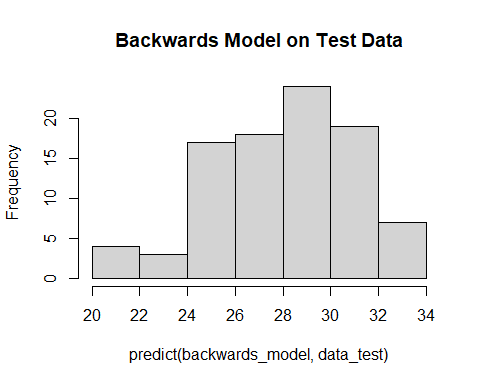 Backwards Model on Test Data
Frequency
20
15
10
5
0
20 22 24 26 28 30 32 34
predict(backwards_model, data_test)